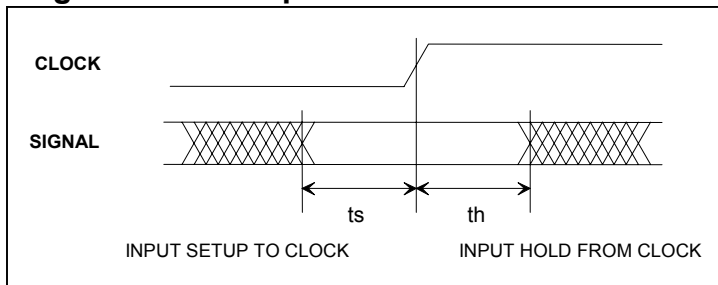 CLOCK
SIGNAL
ts th
INPUT SETUP TO CLOCK INPUT HOLD FROM CLOCK